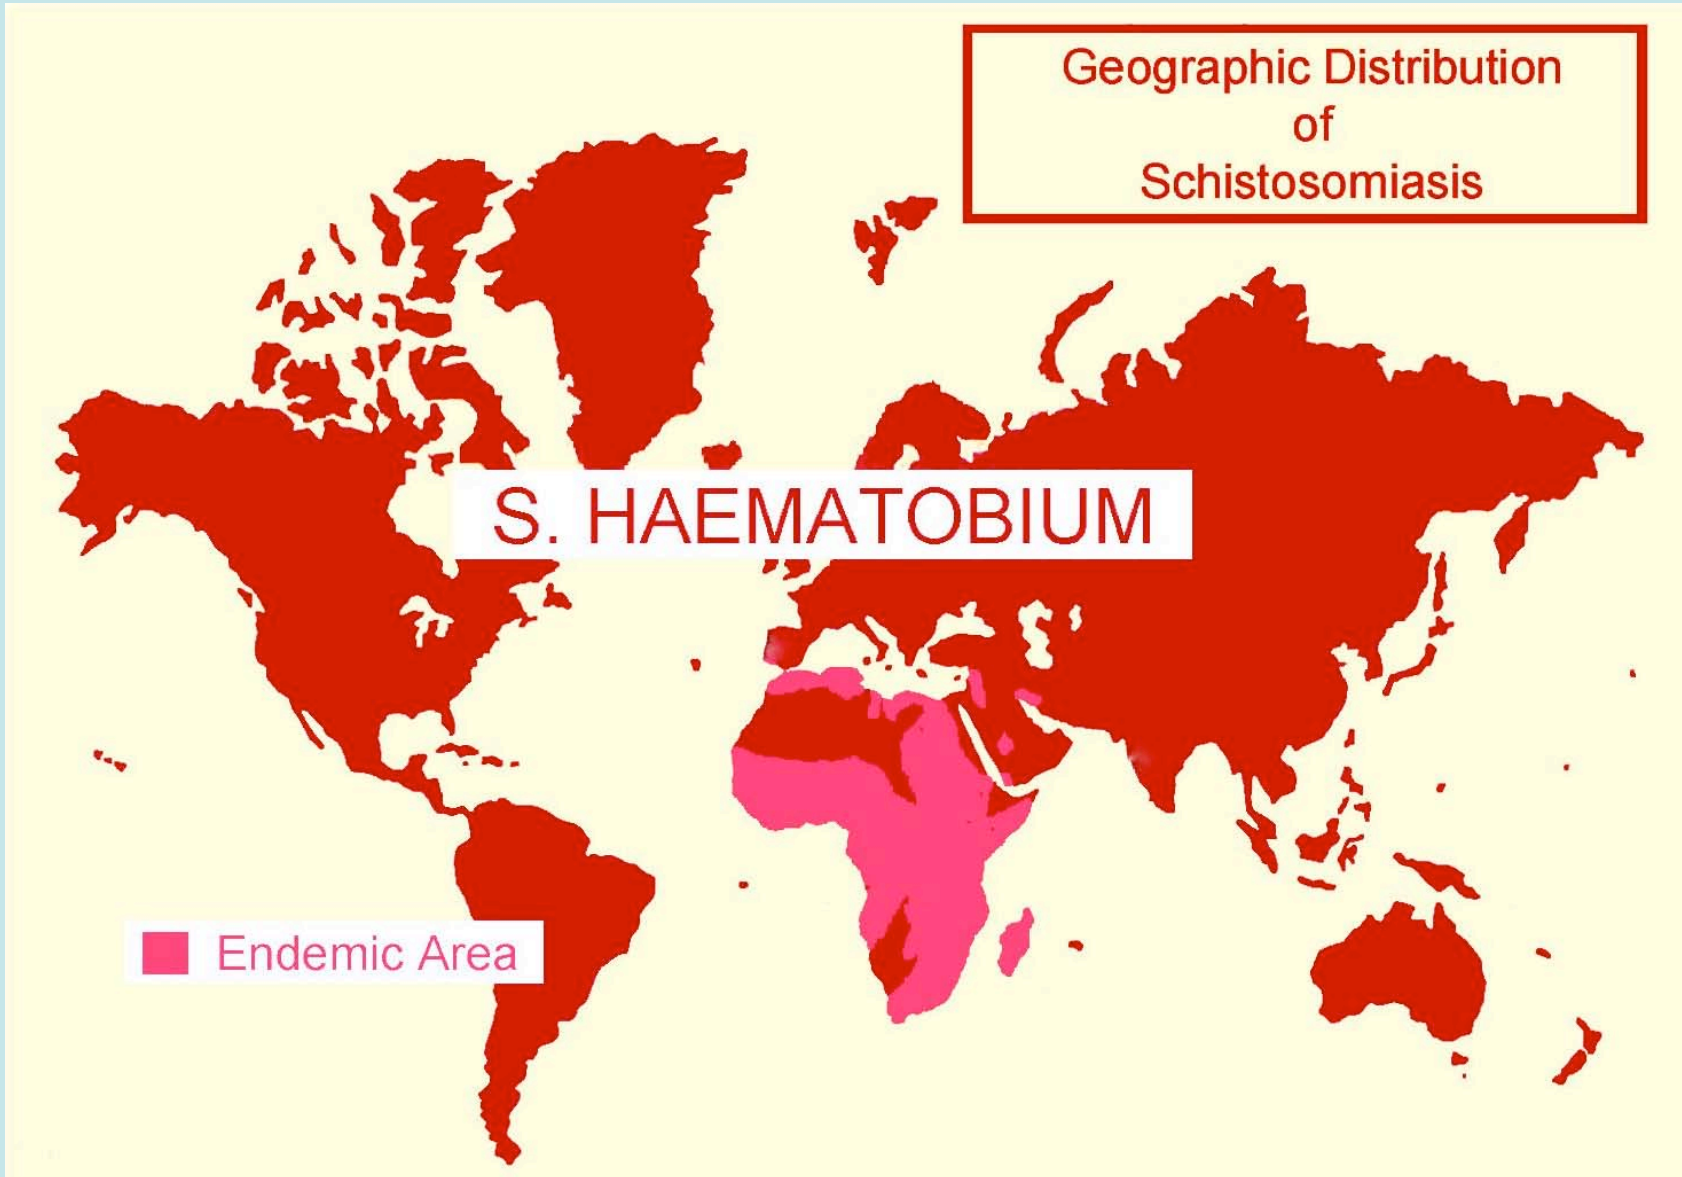 Geographic Distribution
of
Schistosomiasis
S. HAEMATOBIUM
Endemic Area